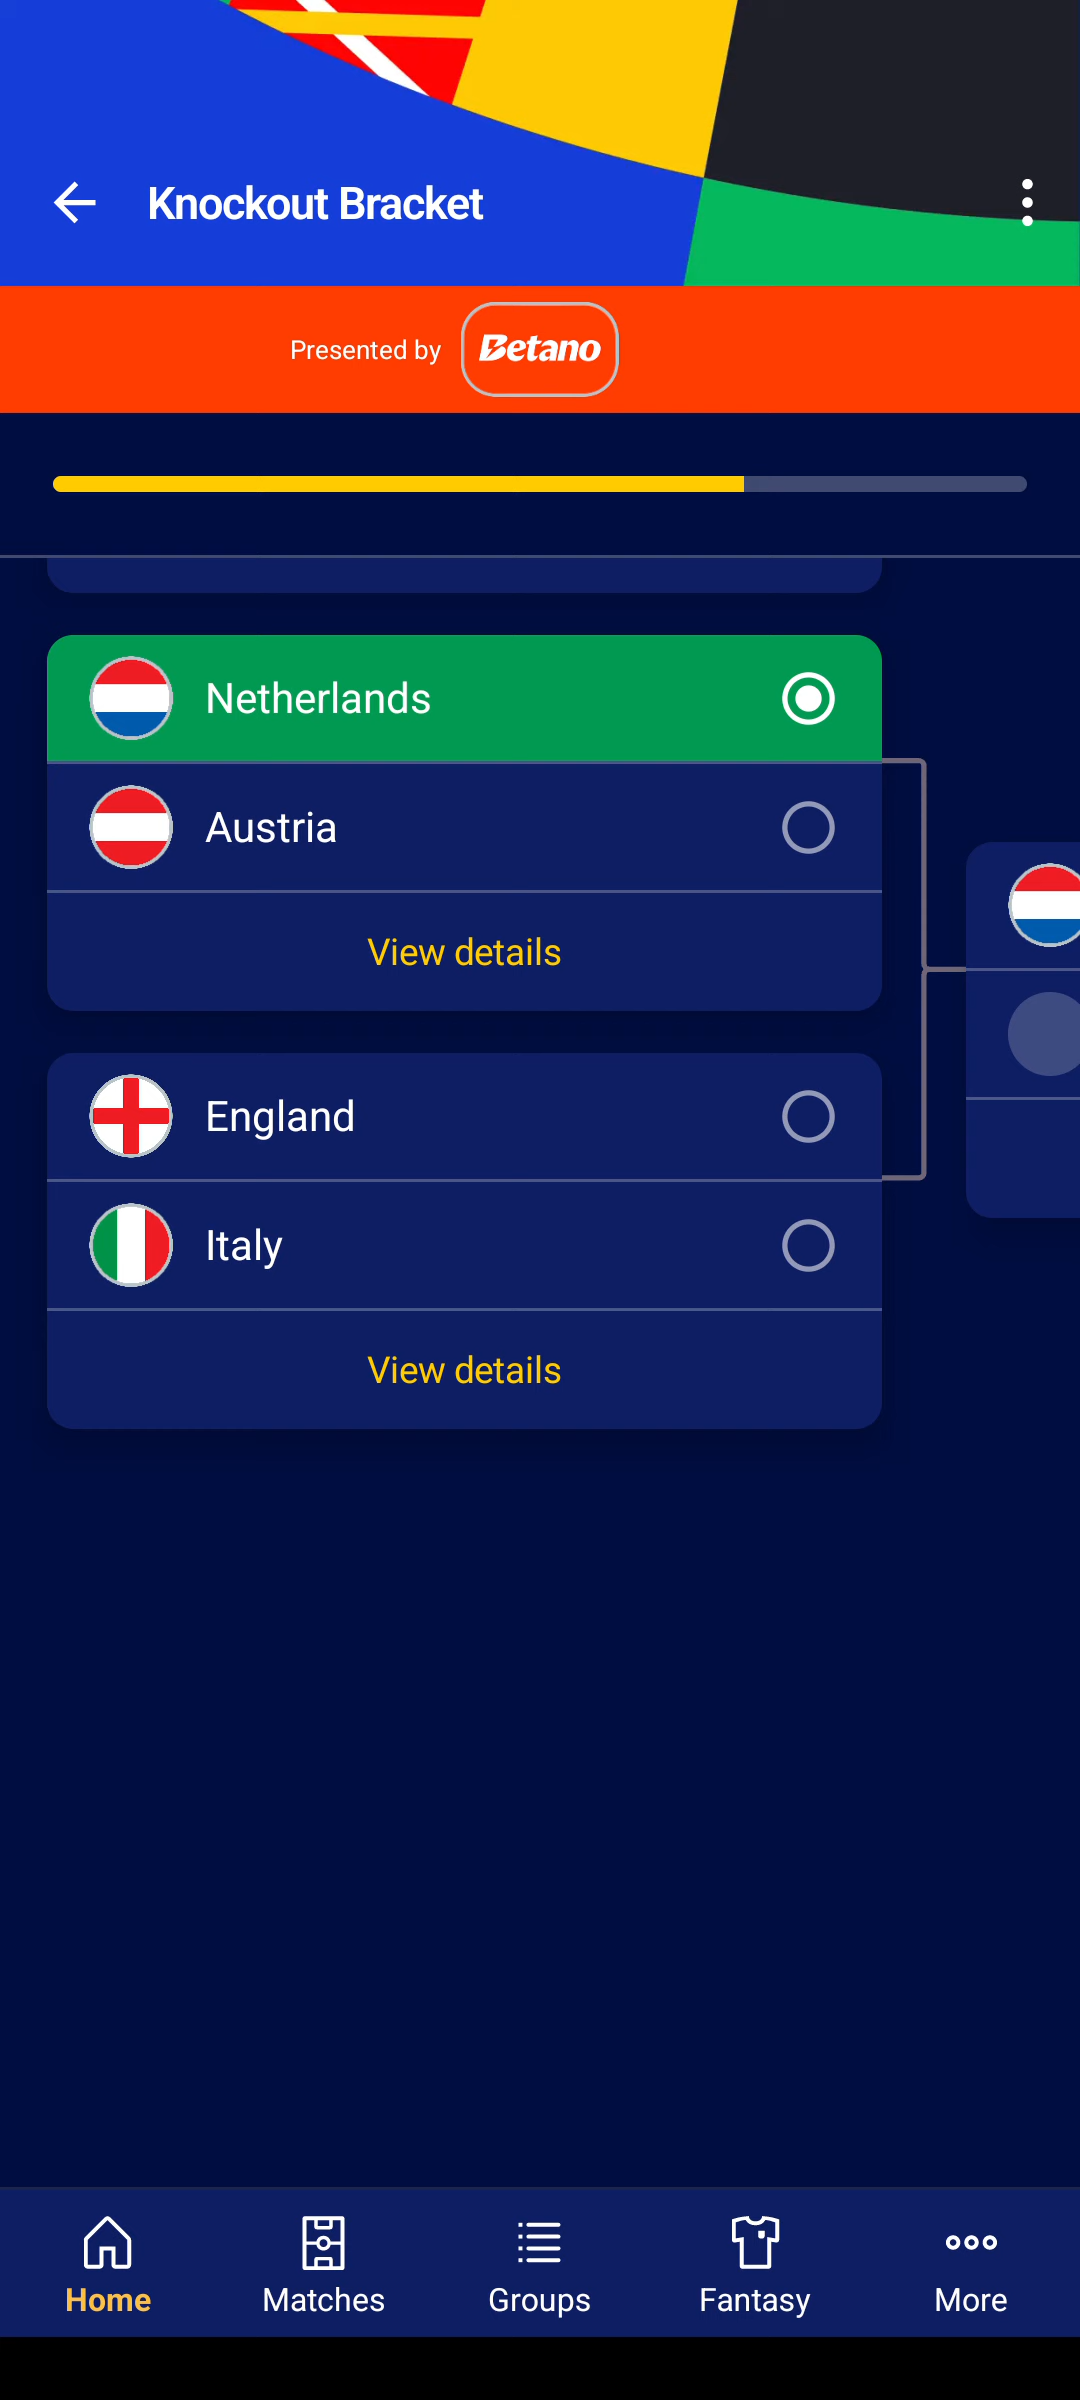 Knockout Bracket
Presented by Betano
Netherlands
Austria
View details
England
Italy
View details
Home Matches Groups Fantasy More